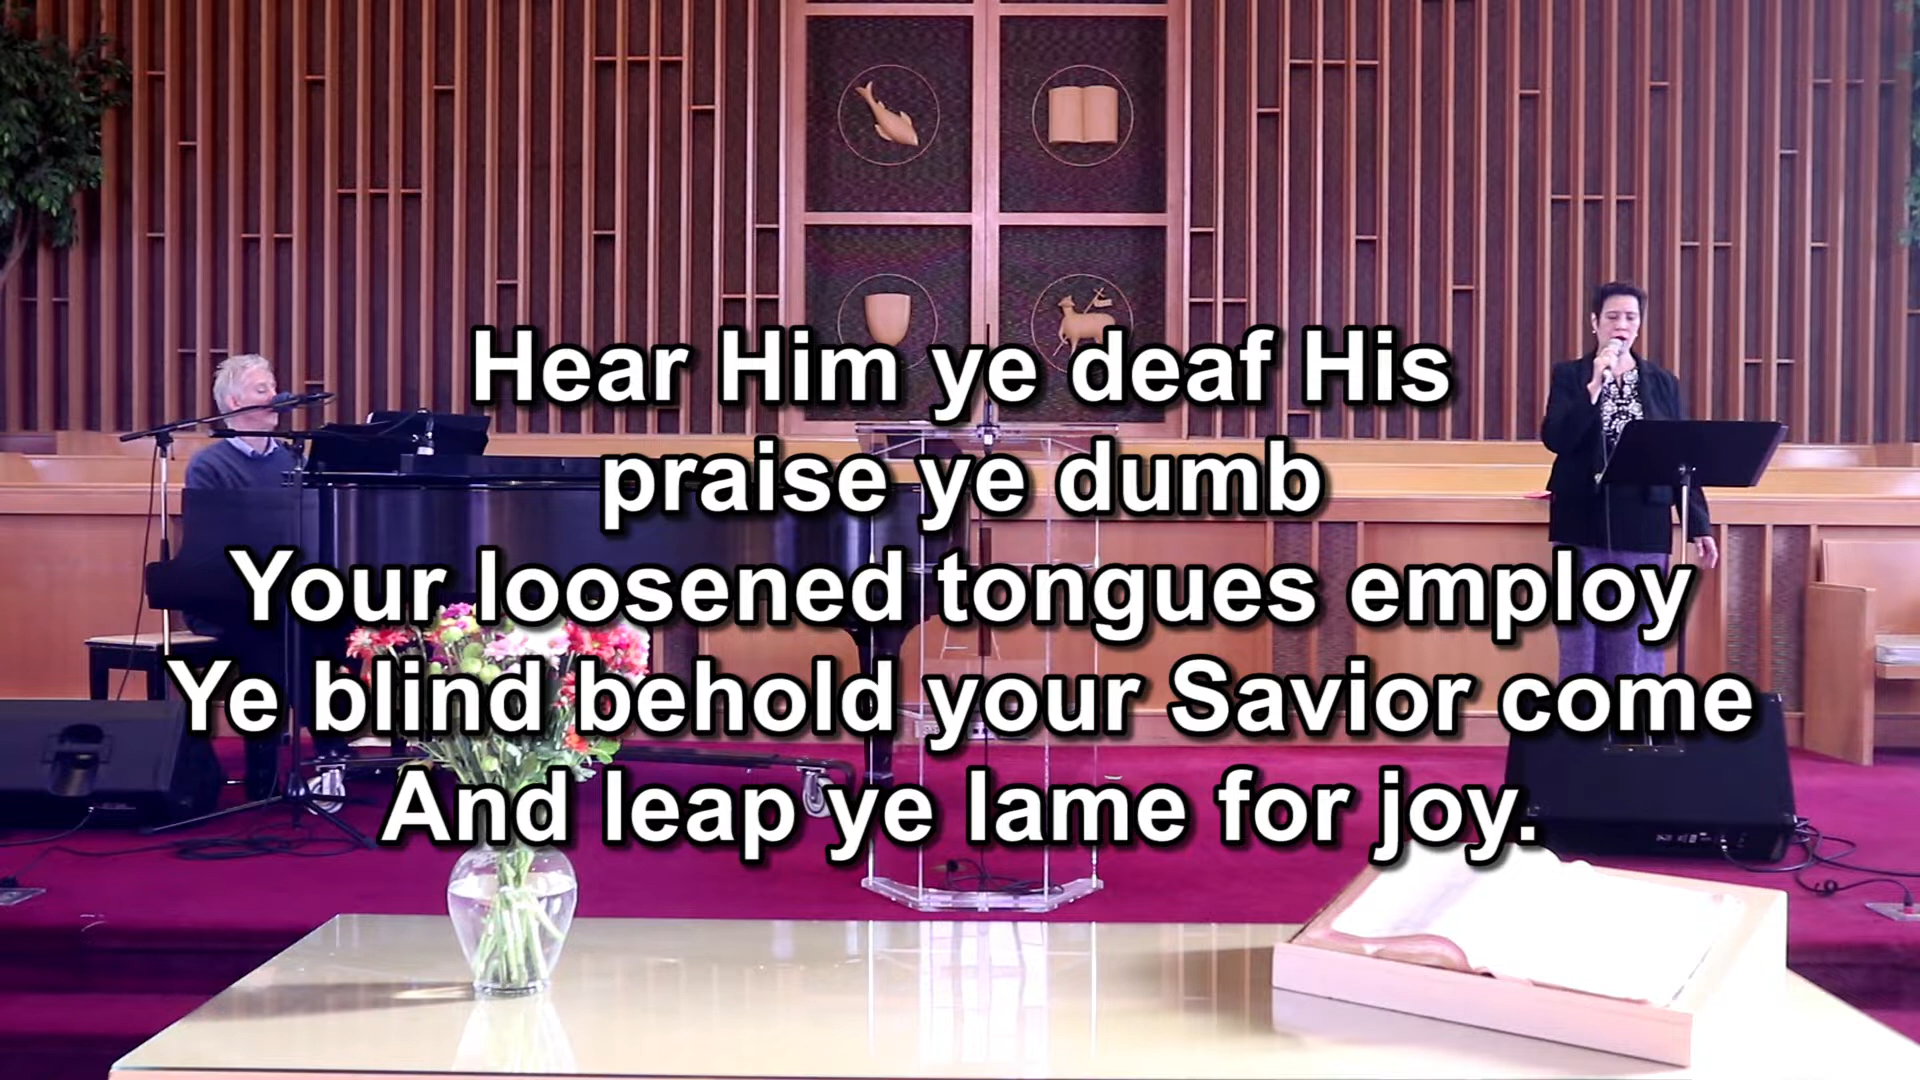 Hear Him ye deaf His
praise ye dumb
Your loosened tongues employ
Ye blind behold your Savior come
And leap ye lame for joy.